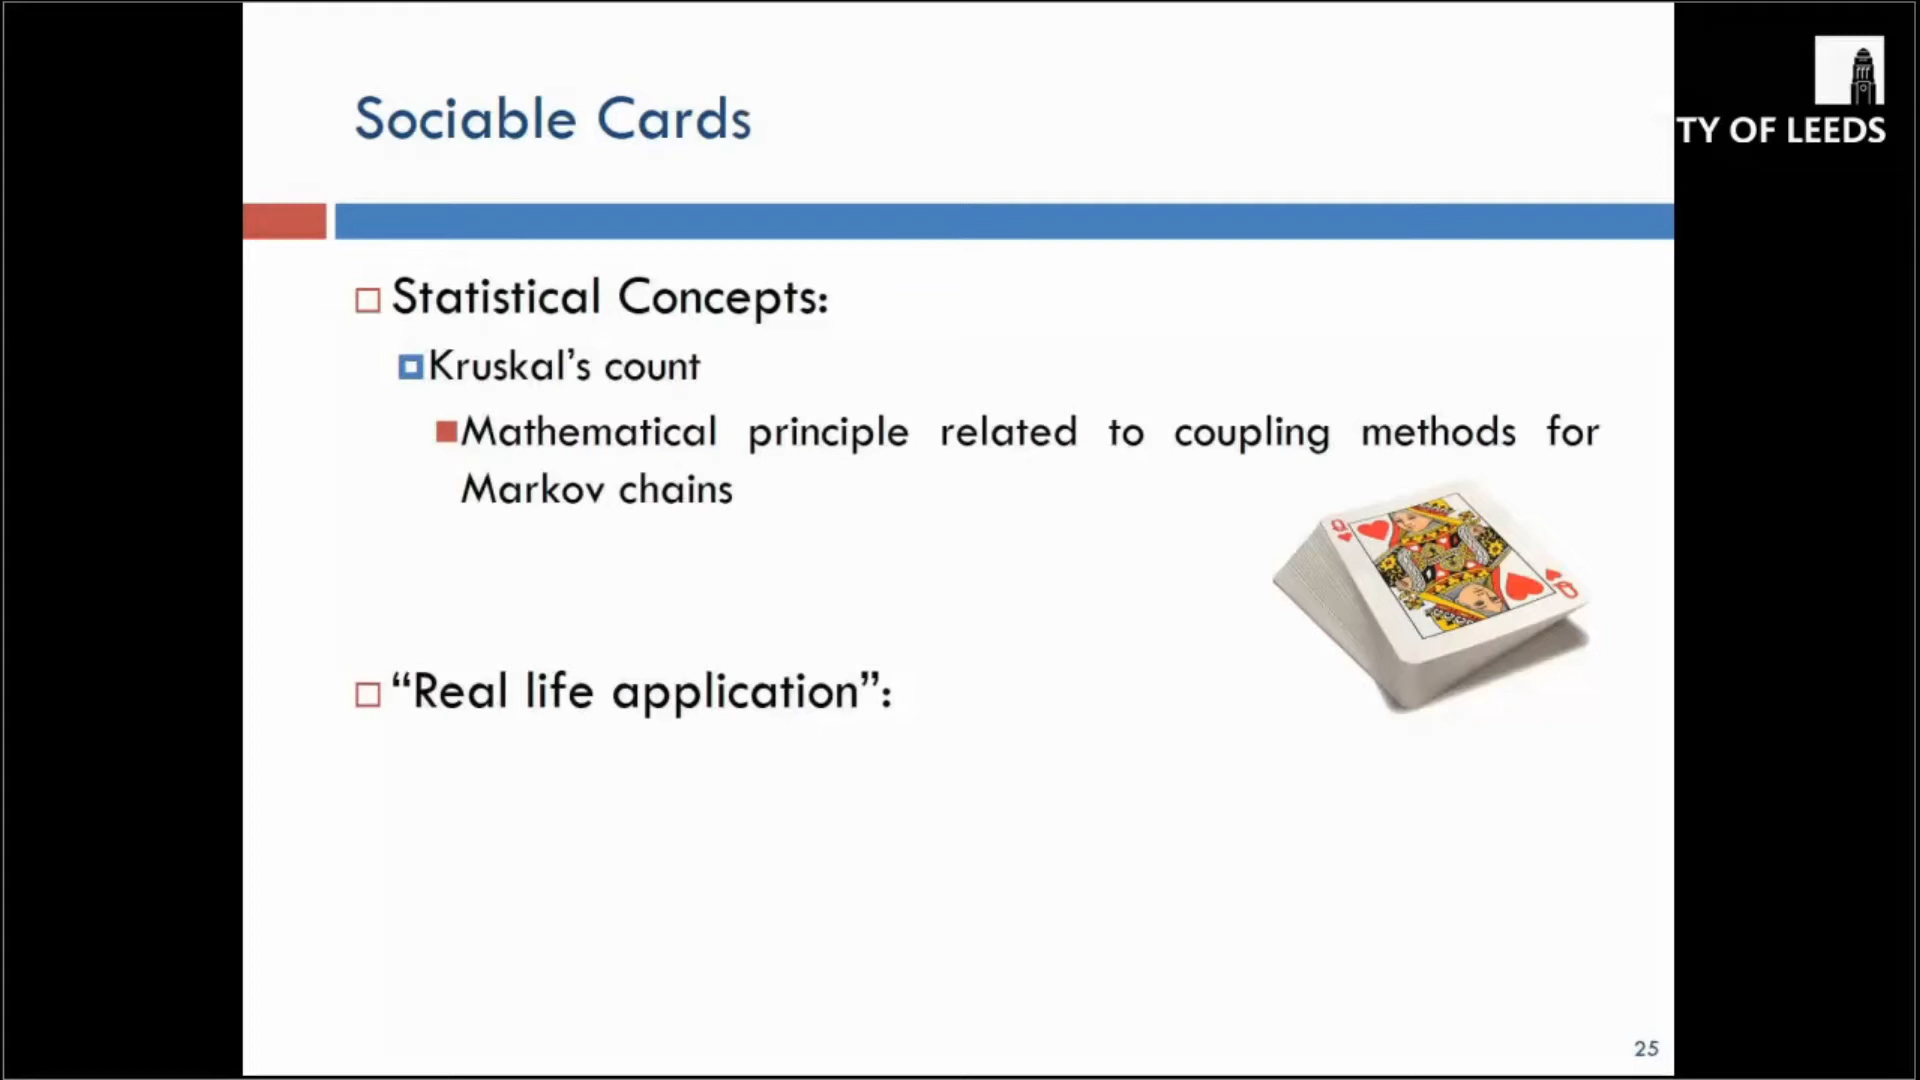 Sociable Cards
TY OF LEEDS
Statistical Concepts:
Kruskal’s count
Mathematical principle related to coupling methods for
Markov chains
Q
Q
“Real life application”:
25